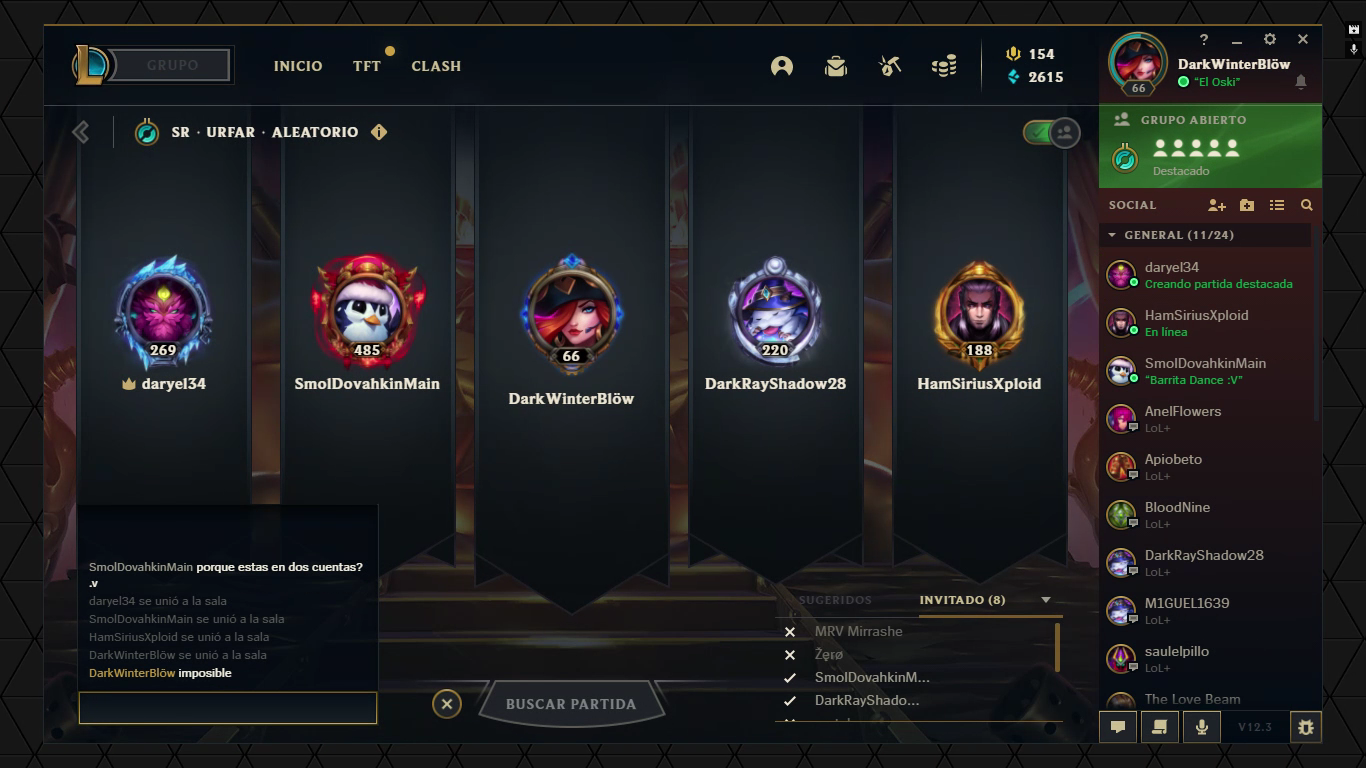 GRUPO
INICIO
TFT
CLASH
154
2615
?
66
DarkWinterBlöw
"El Oski"
SR · URFAR · ALEATORIO
GRUPO ABIERTO
Destacado
SOCIAL
GENERAL (11/24)
daryel34
Creando partida destacada
HamSiriusXploid
En línea
SmolDovahkinMain
"Barrita Dance :V"
AnelFlowers
LoL+
Apiobeto
LoL+
BloodNine
LoL+
DarkRayShadow28
LoL+
M1GUEL1639
LoL+
saulelpillo
LoL+
The Love Beam
V12.3
269
daryel34
485
SmolDovahkinMain
66
DarkWinterBlöw
220
DarkRayShadow28
188
HamSiriusXploid
SmolDovahkinMain porque estas en dos cuentas?
.v
daryel34 se unió a la sala
SmolDovahkinMain se unió a la sala
HamSiriusXploid se unió a la sala
DarkWinterBlöw se unió a la sala
DarkWinterBlöw imposible
BUSCAR PARTIDA
SUGERIDOS
INVITADO (8)
MRV Mirrashe
Żęrø
SmolDovahkinM...
DarkRayShado...